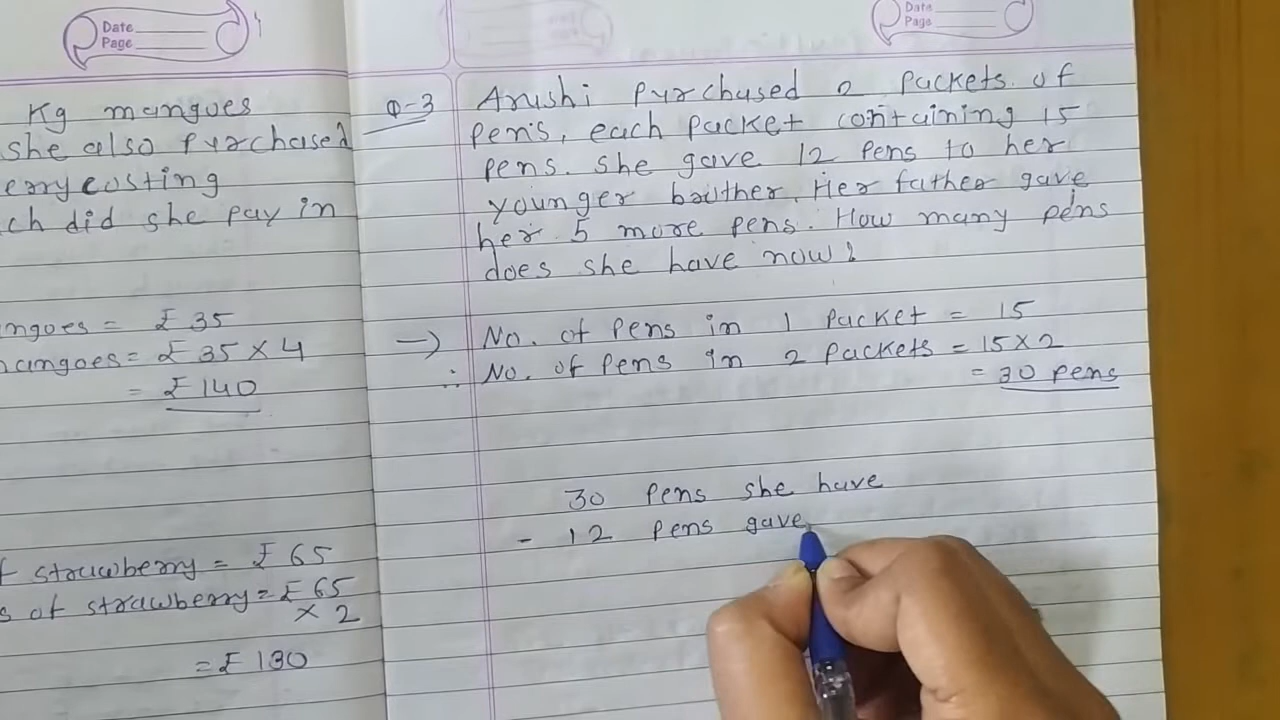 Date
Page
Kg mangoes
she also purchased
erry costing
ch did she pay in
ngoes = ₹ 35
mangoes = ₹ 35 × 4
= ₹ 140
f strawberry = ₹ 65
s of strawberry = ₹ 65
× 2
= ₹ 130
Date
Page
Q-3 Arushi purchased 2 packets of
pens, each packet containing 15
pens. She gave 12 pens to her
younger brother. Her father gave
her 5 more pens. How many pens
does she have now?
→ No. of pens in 1 packet = 15
∴ No. of pens in 2 packets = 15 × 2
= 30 pens
30 pens she have
- 12 pens gave